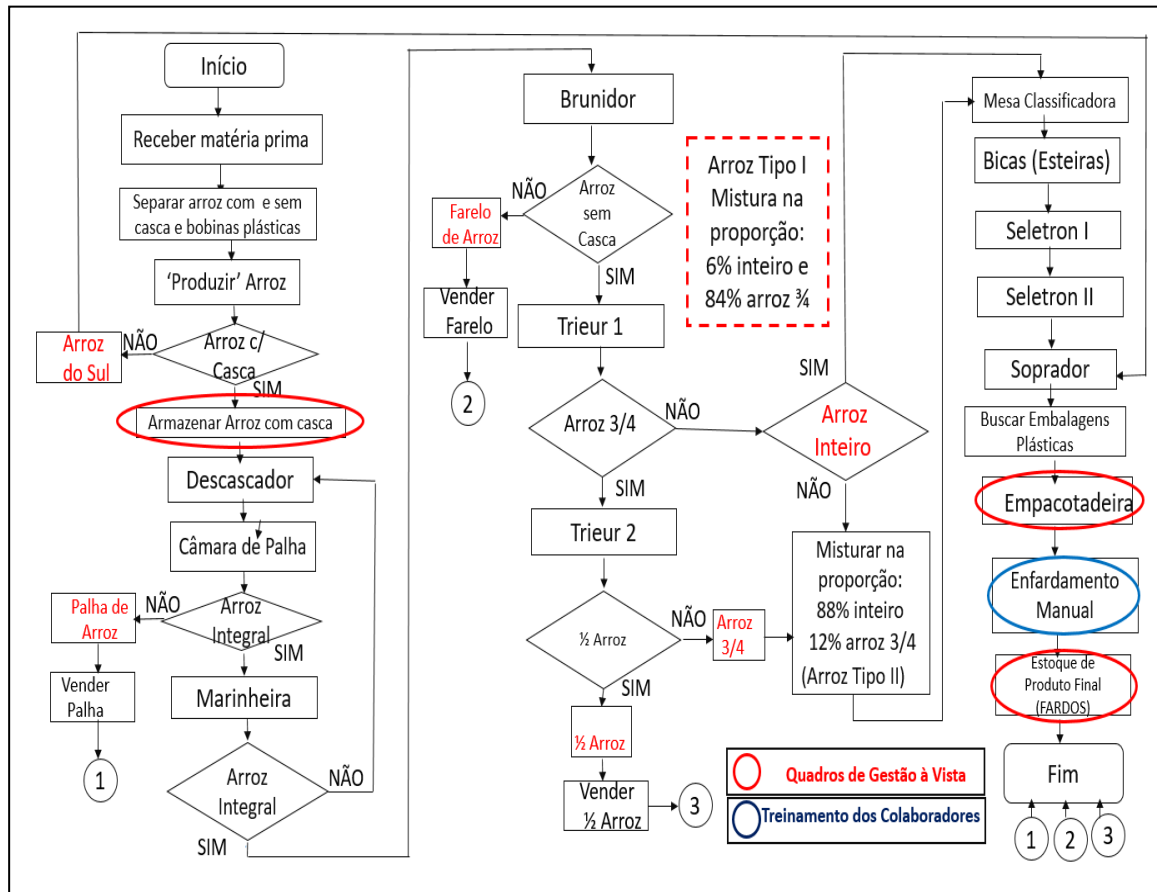 Início
Receber matéria prima
Separar arroz com e sem
casca e bobinas plásticas
‘Produzir’ Arroz
Arroz c/
Casca
NÃO
SIM
Arroz
do Sul
Armazenar Arroz com casca
Descascador
Câmara de Palha
Arroz
Integral
NÃO
SIM
Palha de
Arroz
Vender
Palha
1
Marinheira
Arroz
Integral
NÃO
SIM
Brunidor
Arroz
sem
Casca
NÃO
SIM
Farelo
de Arroz
Vender
Farelo
2
Arroz Tipo I
Mistura na
proporção:
6% inteiro e
84% arroz ¾
Trieur 1
Arroz 3/4
NÃO
SIM
Arroz
Inteiro
SIM
NÃO
Trieur 2
½ Arroz
NÃO
SIM
Arroz
3/4
Misturar na
proporção:
88% inteiro
12% arroz 3/4
(Arroz Tipo II)
½ Arroz
Vender
½ Arroz
3
Mesa Classificadora
Bicas (Esteiras)
Seletron I
Seletron II
Soprador
Buscar Embalagens
Plásticas
Empacotadeira
Enfardamento
Manual
Estoque de
Produto Final
(FARDOS)
Fim
1
2
3
Quadros de Gestão à Vista
Treinamento dos Colaboradores